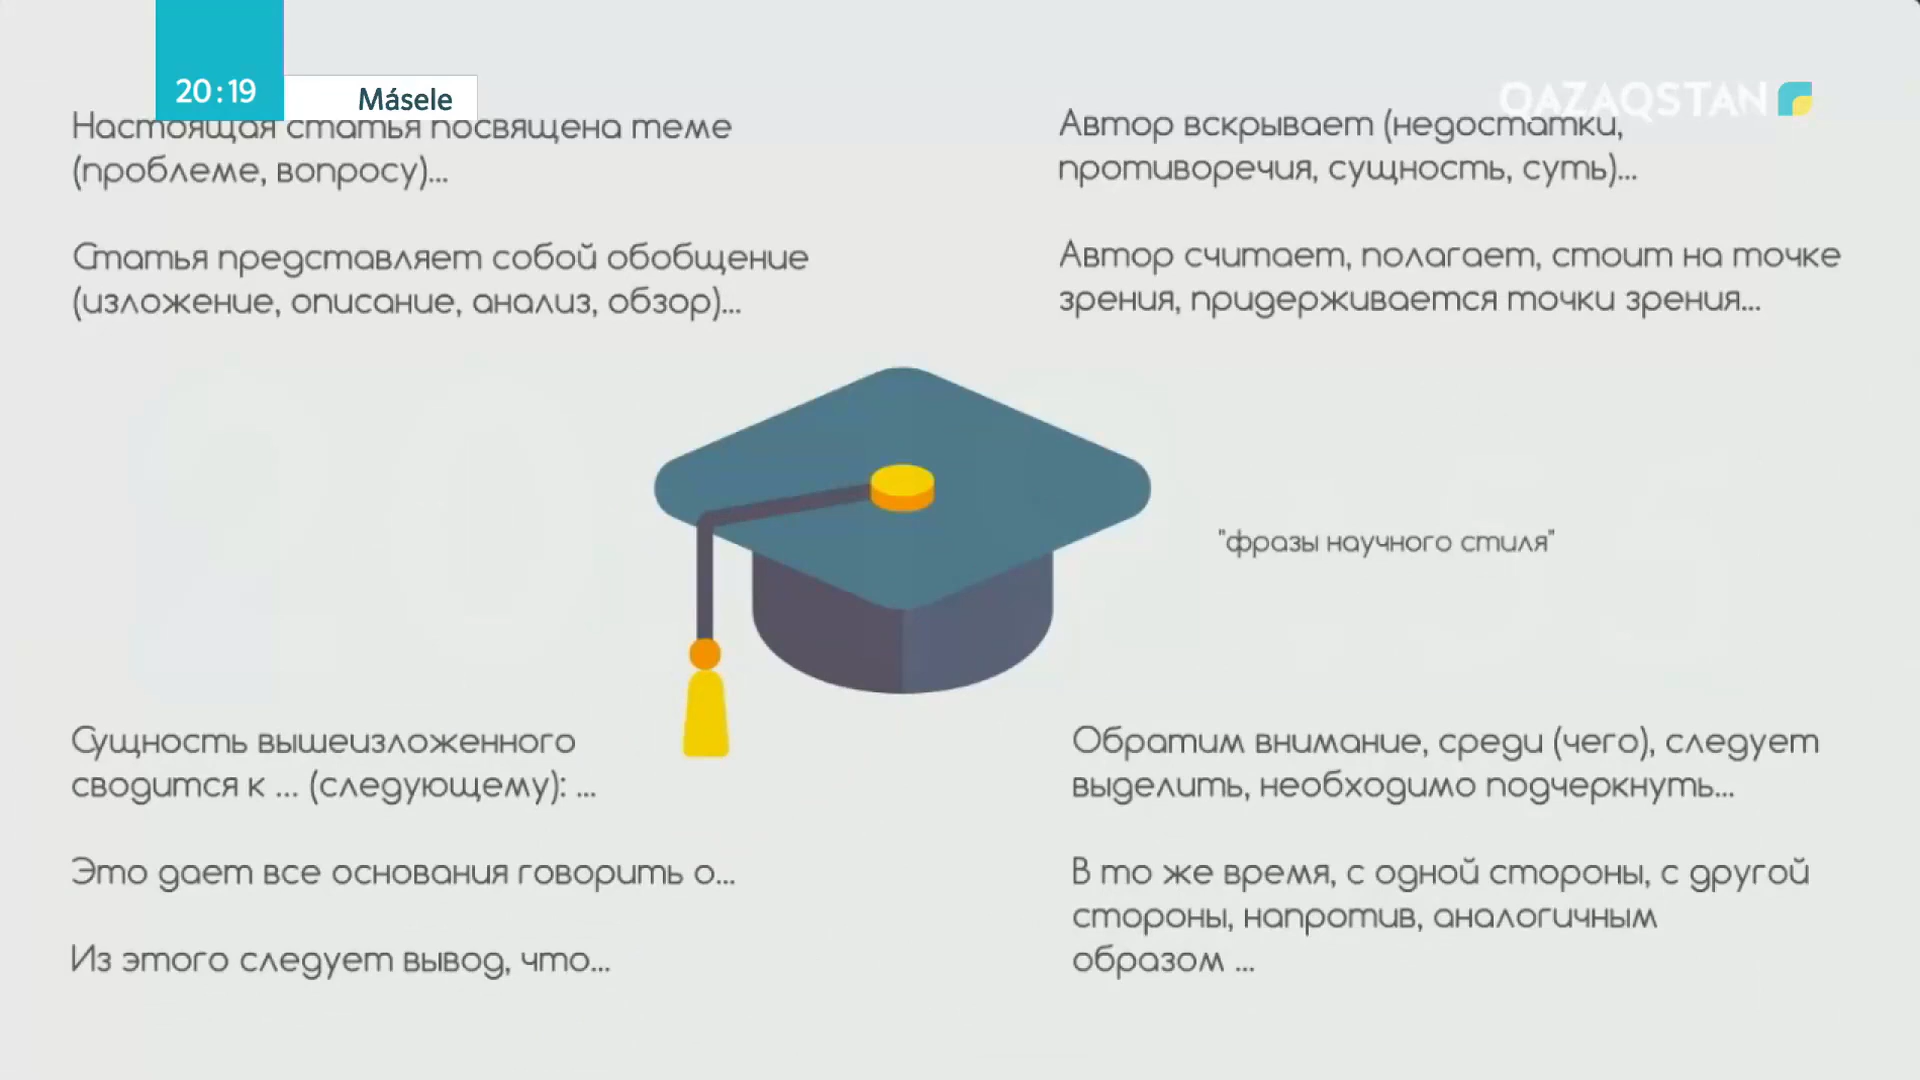 20:19
Másele
QAZAQSTAN
Настоящая статья посвящена теме
(проблеме, вопросу)...
Статья представляет собой обобщение
(изложение, описание, анализ, обзор)...
Автор вскрывает (недостатки,
противоречия, сущность, суть)...
Автор считает, полагает, стоит на точке
зрения, придерживается точки зрения...
"фразы научного стиля"
Сущность вышеизложенного
сводится к ... (следующему): ...
Это дает все основания говорить о...
Из этого следует вывод, что...
Обратим внимание, среди (чего), следует
выделить, необходимо подчеркнуть...
В то же время, с одной стороны, с другой
стороны, напротив, аналогичным
образом ...